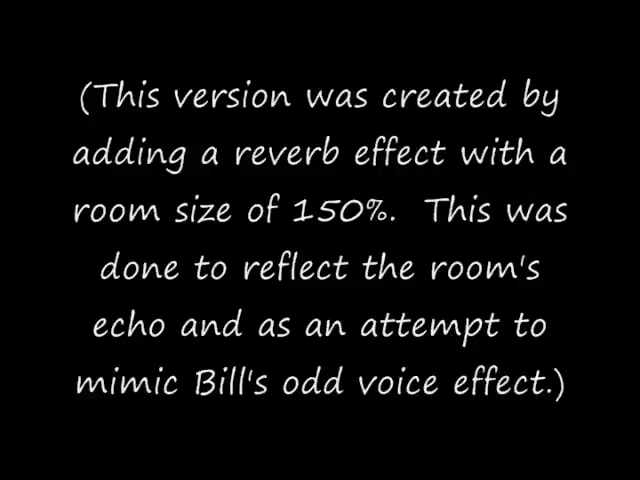 (This version was created by
adding a reverb effect with a
room size of 150%.  This was
done to reflect the room's
echo and as an attempt to
mimic Bill's odd voice effect.)